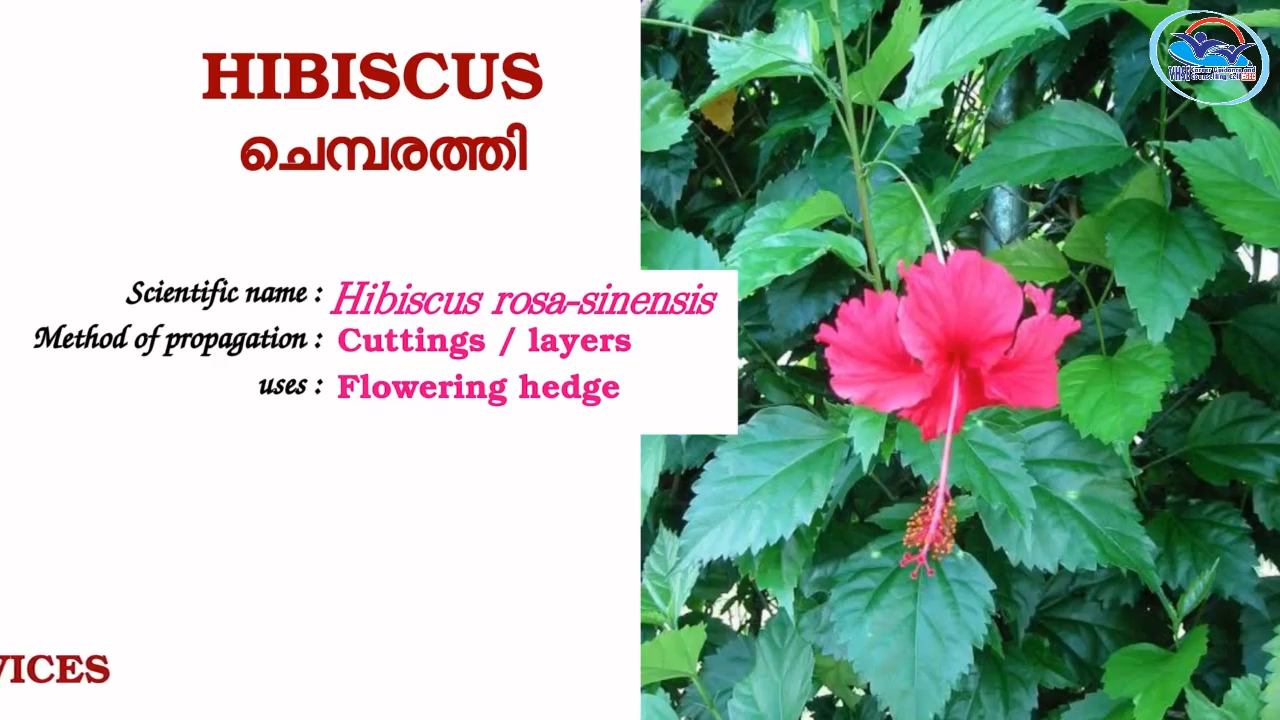 HIBISCUS
ചെമ്പരത്തി
Scientific name : Hibiscus rosa-sinensis
Method of propagation : Cuttings / layers
uses : Flowering hedge
VICES